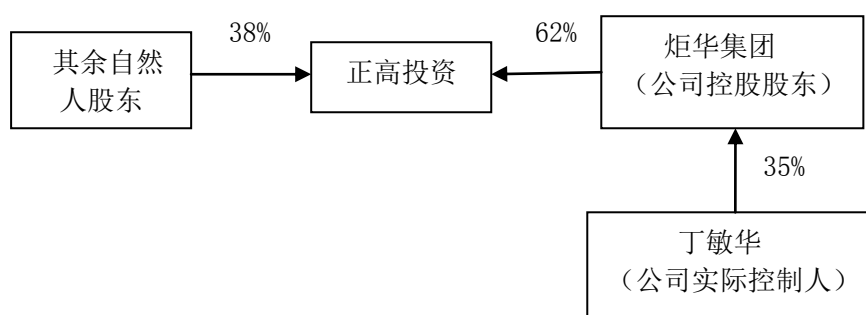 38%
62%
其余自然
人股东
正高投资
炬华集团
（公司控股股东）
35%
丁敏华
（公司实际控制人）